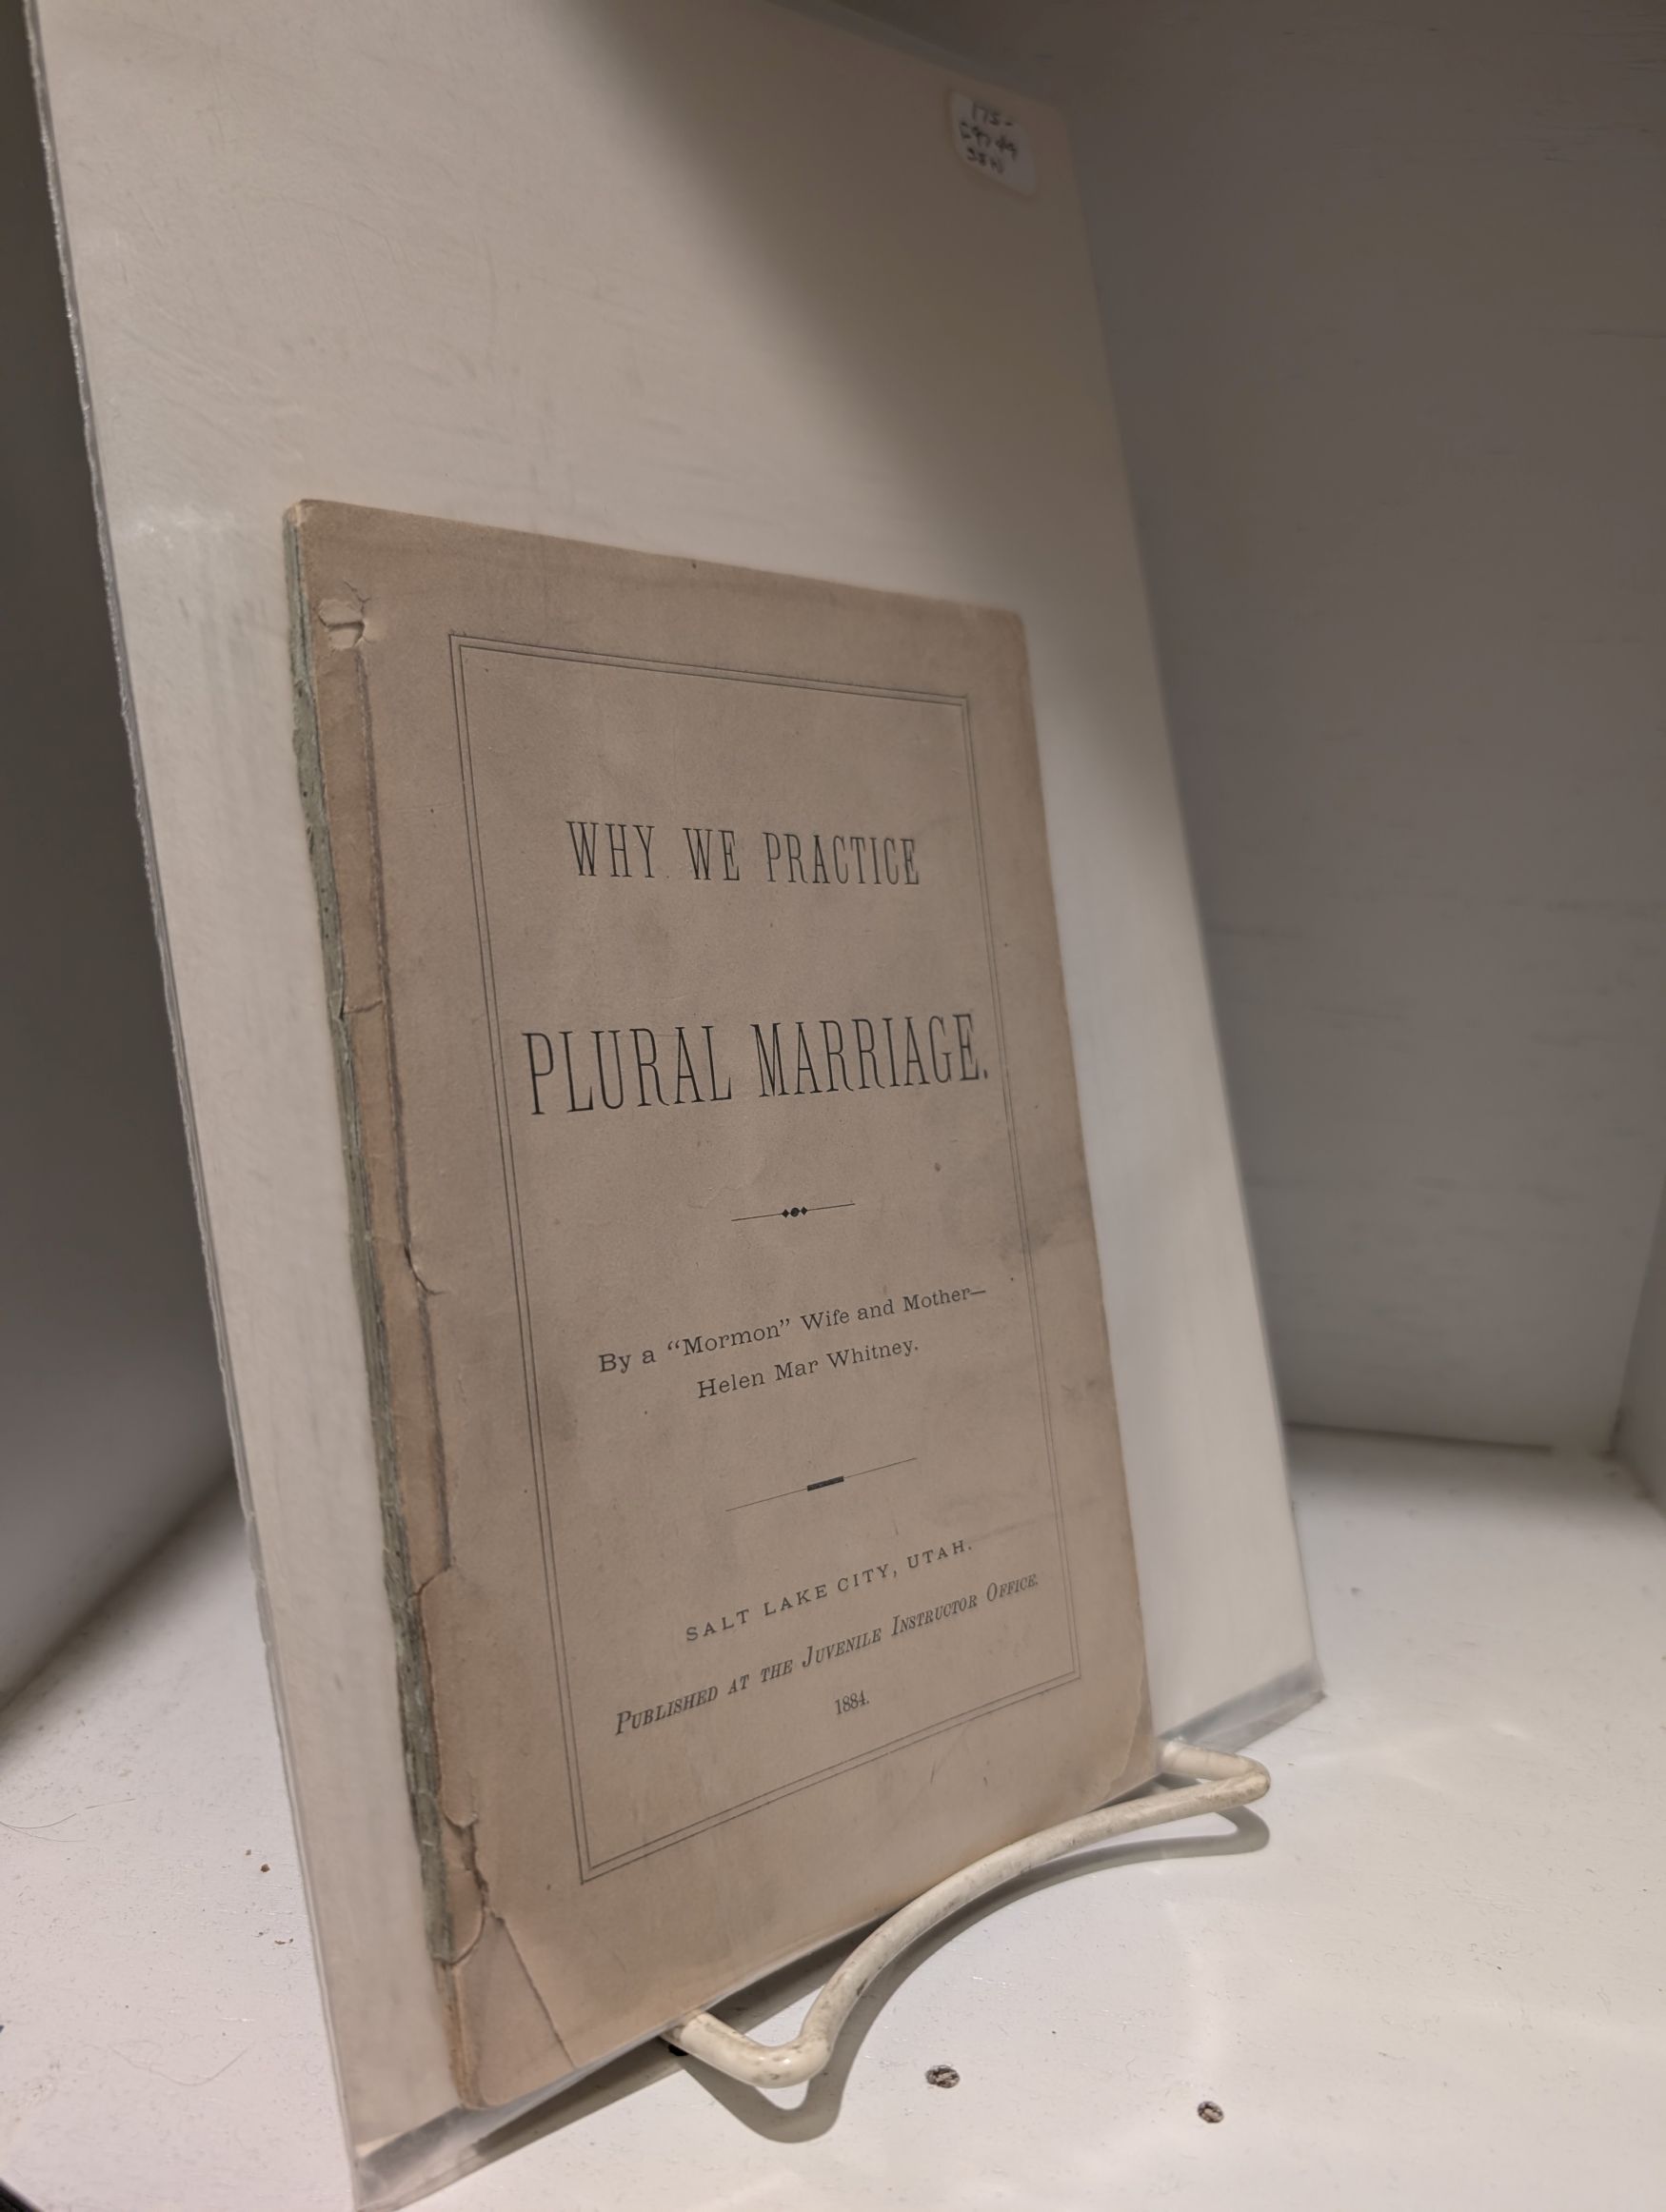 175-
WHY WE PRACTICE
PLURAL MARRIAGE.
By a “Mormon” Wife and Mother—
Helen Mar Whitney.
SALT LAKE CITY, UTAH.
PUBLISHED AT THE JUVENILE INSTRUCTOR OFFICE.
1884.